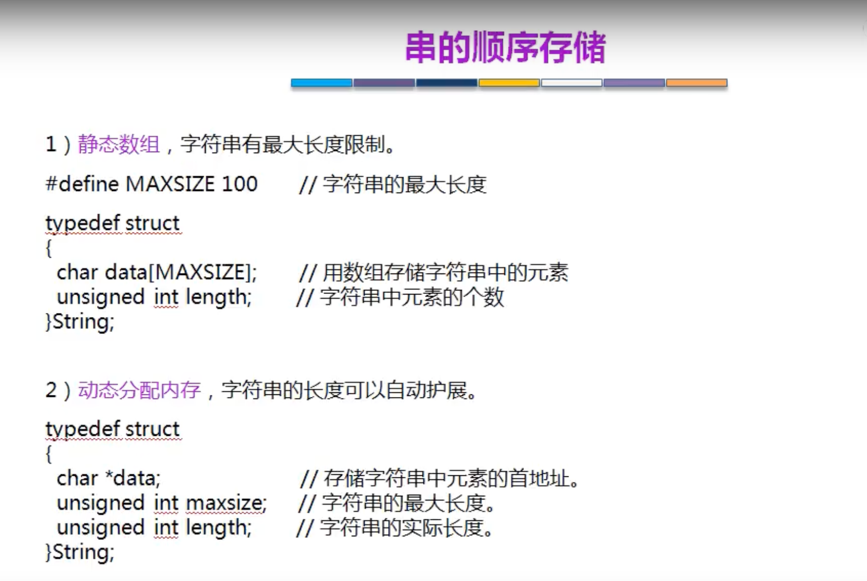 串的顺序存储
1）静态数组，字符串有最大长度限制。
#define MAXSIZE 100 // 字符串的最大长度
typedef struct
{
char data[MAXSIZE]; // 用数组存储字符串中的元素
unsigned int length; // 字符串中元素的个数
}String;
2）动态分配内存，字符串的长度可以自动护展。
typedef struct
{
char *data; // 存储字符串中元素的首地址。
unsigned int maxsize; // 字符串的最大长度。
unsigned int length; // 字符串的实际长度。
}String;